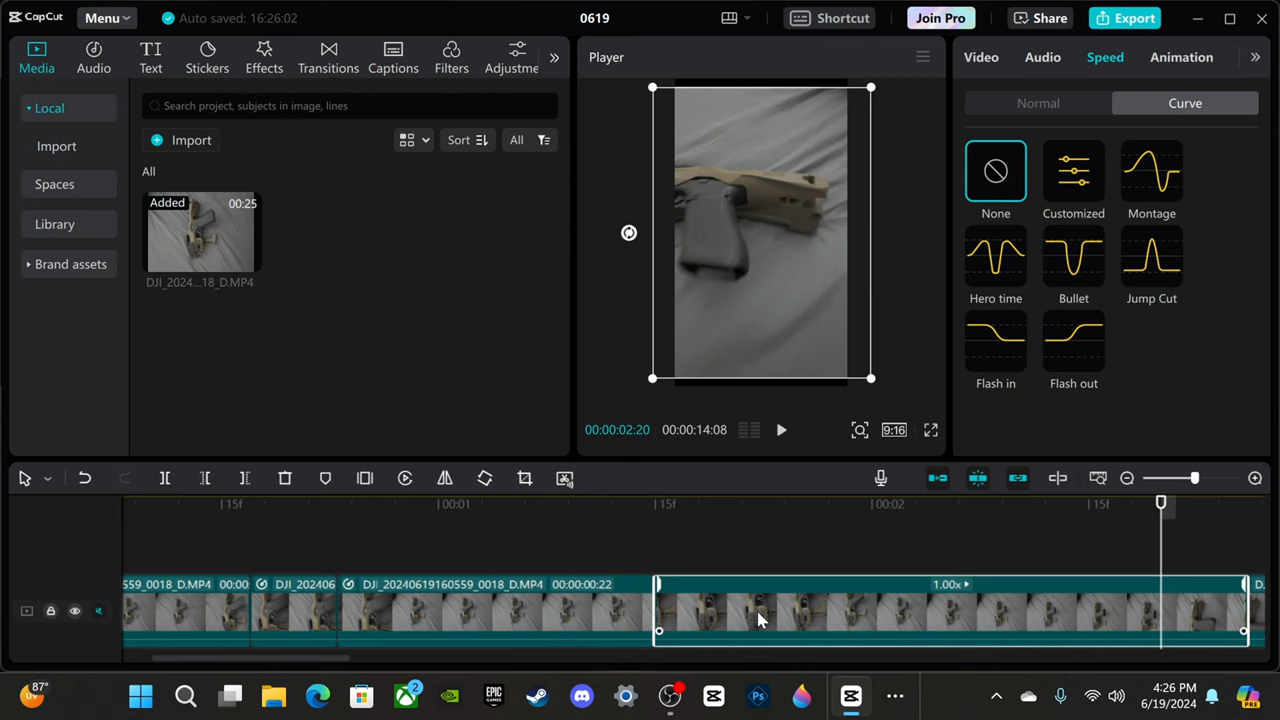 CapCut
Menu
Auto saved: 16:26:02
0619
Shortcut
Join Pro
Share
Export
Media
Audio
Text
Stickers
Effects
Transitions
Captions
Filters
Adjustme
Local
Import
Spaces
Library
Brand assets
Search project, subjects in image, lines
Import
Sort
All
All
Added
00:25
DJI_2024...18_D.MP4
Player
00:00:02:20
00:00:14:08
9:16
Video
Audio
Speed
Animation
Normal
Curve
None
Customized
Montage
Hero time
Bullet
Jump Cut
Flash in
Flash out
15f
00:01
15f
00:02
15f
559_0018_D.MP4 00:00
DJI_202406
DJI_20240619160559_0018_D.MP4 00:00:00:22
1.00x
D.
87°
2
Ps
4:26 PM
6/19/2024
PRE